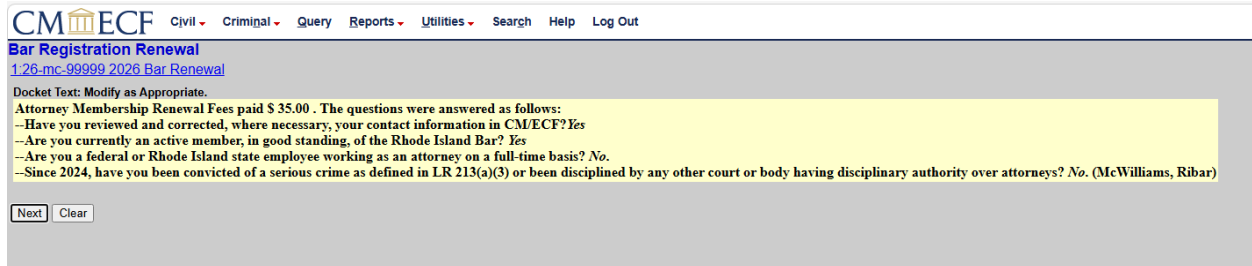 CM ECF Civil Criminal Query Reports Utilities Search Help Log Out
Bar Registration Renewal
1:26-mc-99999 2026 Bar Renewal
Docket Text: Modify as Appropriate.
Attorney Membership Renewal Fees paid $ 35.00 . The questions were answered as follows:
--Have you reviewed and corrected, where necessary, your contact information in CM/ECF?Yes
--Are you currently an active member, in good standing, of the Rhode Island Bar? Yes
--Are you a federal or Rhode Island state employee working as an attorney on a full-time basis? No.
--Since 2024, have you been convicted of a serious crime as defined in LR 213(a)(3) or been disciplined by any other court or body having disciplinary authority over attorneys? No. (McWilliams, Ribar)
Next Clear